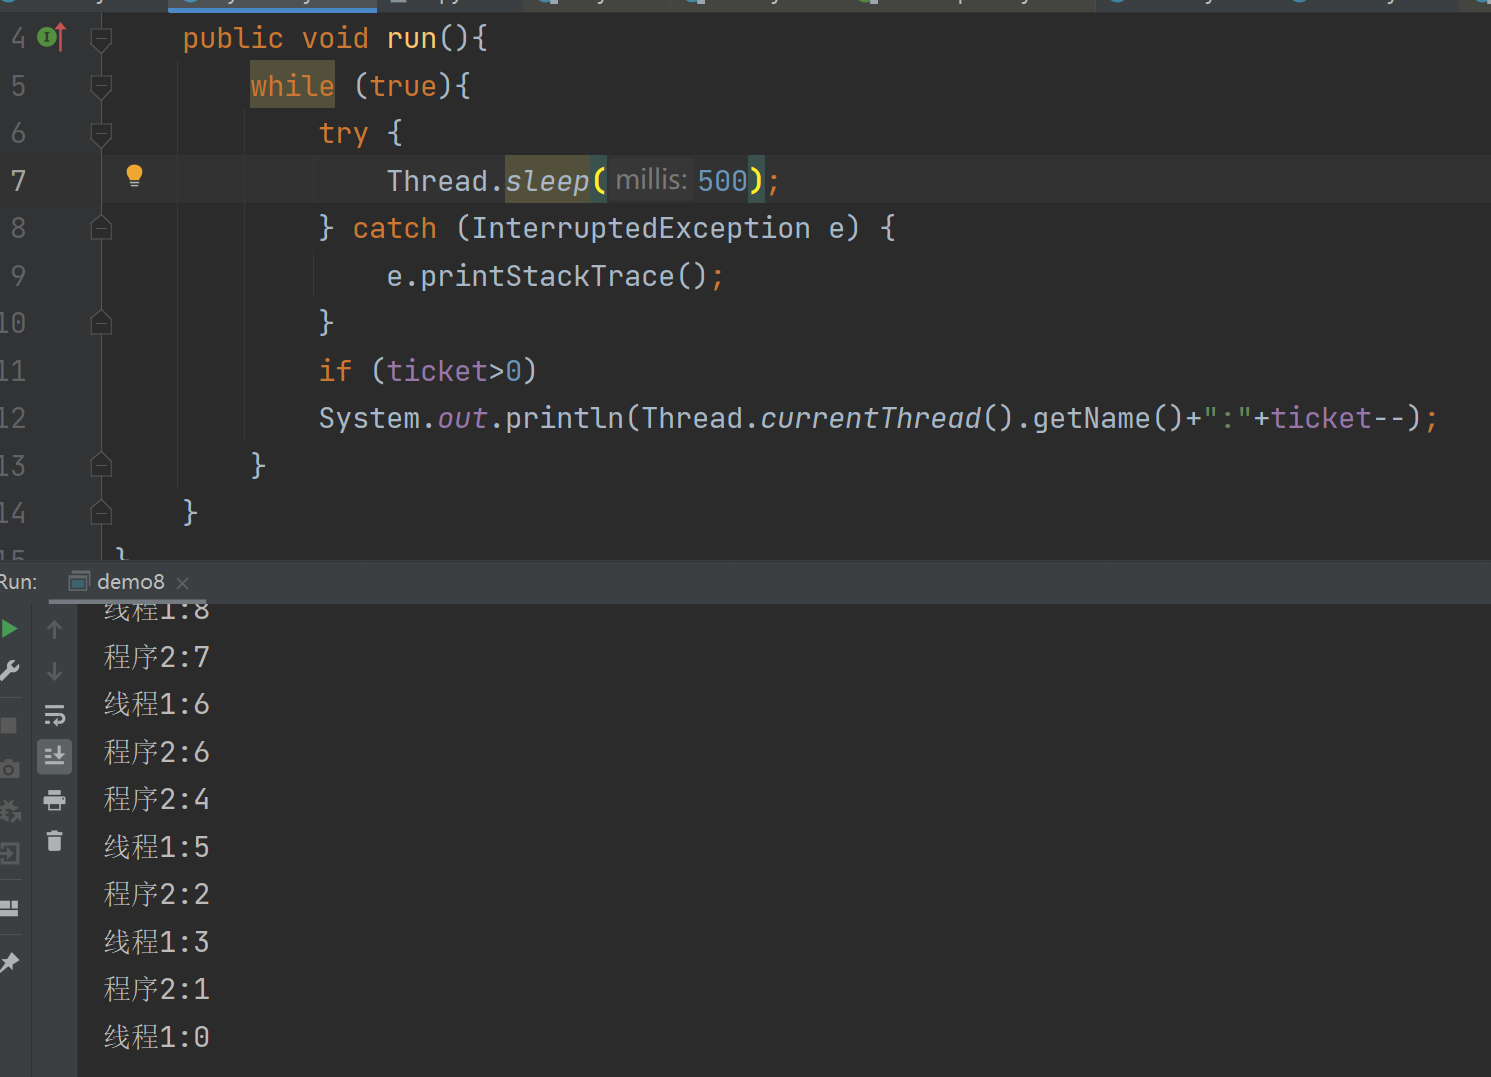 4 public void run(){
5 while (true){
6 try {
7 Thread.sleep( millis: 500);
8 } catch (InterruptedException e) {
9 e.printStackTrace();
10 }
11 if (ticket>0)
12 System.out.println(Thread.currentThread().getName()+":"+ticket--);
13 }
14 }
15 }
Run: demo8
线程1:8
程序2:7
线程1:6
程序2:6
程序2:4
线程1:5
程序2:2
线程1:3
程序2:1
线程1:0